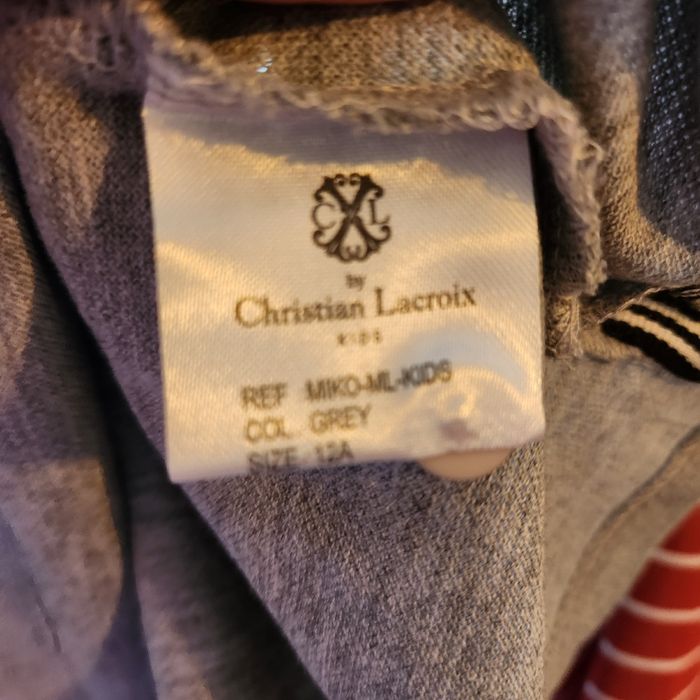 CXL
by
Christian Lacroix
KIDS
REF MIKO-ML-KIDS
COL GREY
SIZE 12A